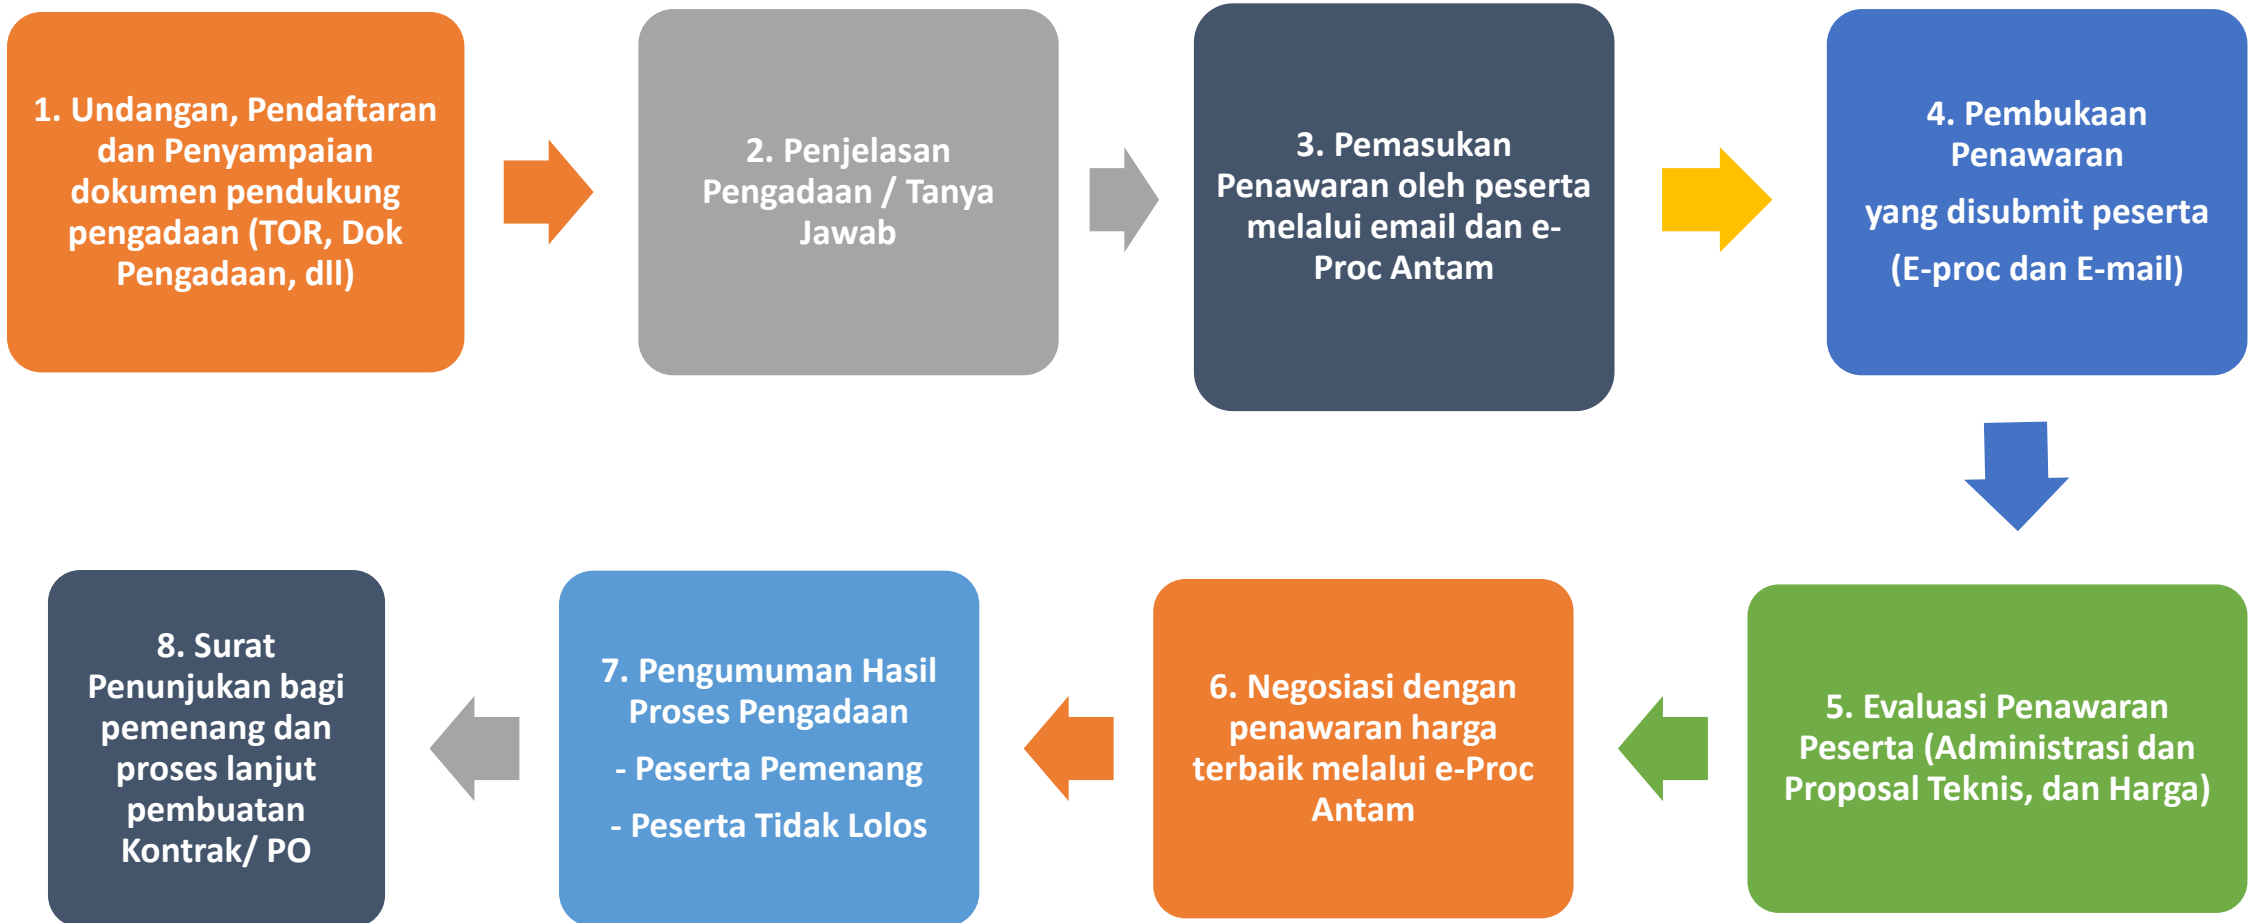 1. Undangan, Pendaftaran
dan Penyampaian
dokumen pendukung
pengadaan (TOR, Dok
Pengadaan, dll)
2. Penjelasan
Pengadaan / Tanya
Jawab
3. Pemasukan
Penawaran oleh peserta
melalui email dan e-
Proc Antam
4. Pembukaan
Penawaran
yang disubmit peserta
(E-proc dan E-mail)
5. Evaluasi Penawaran
Peserta (Administrasi dan
Proposal Teknis, dan Harga)
6. Negosiasi dengan
penawaran harga
terbaik melalui e-Proc
Antam
7. Pengumuman Hasil
Proses Pengadaan
- Peserta Pemenang
- Peserta Tidak Lolos
8. Surat
Penunjukan bagi
pemenang dan
proses lanjut
pembuatan
Kontrak/ PO